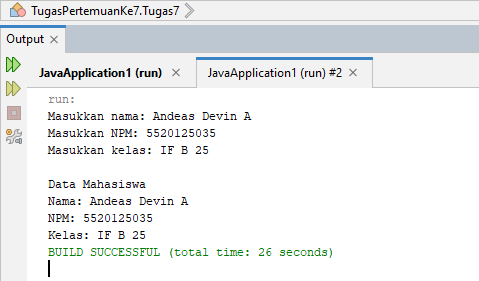 TugasPertemuanKe7.Tugas7
Output
JavaApplication1 (run)
JavaApplication1 (run) #2
run:
Masukkan nama: Andeas Devin A
Masukkan NPM: 5520125035
Masukkan kelas: IF B 25
Data Mahasiswa
Nama: Andeas Devin A
NPM: 5520125035
Kelas: IF B 25
BUILD SUCCESSFUL (total time: 26 seconds)